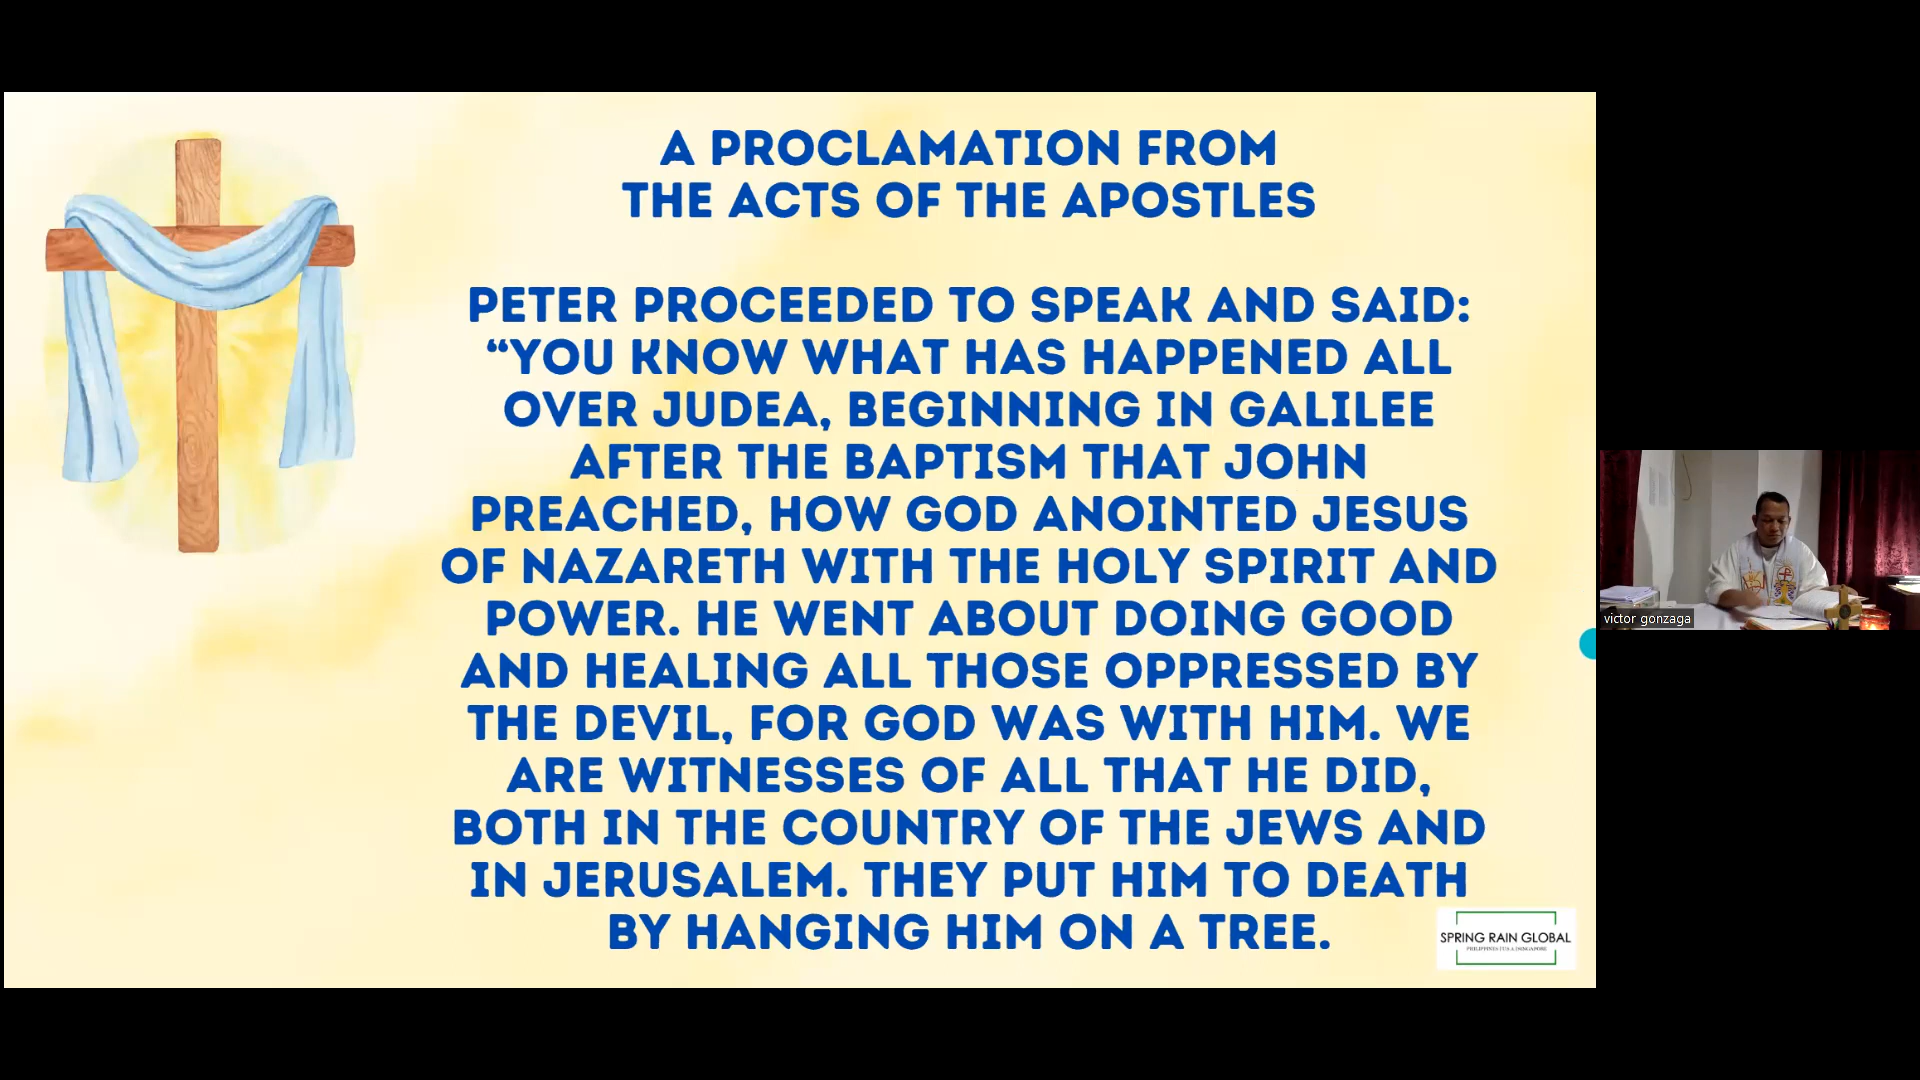 A PROCLAMATION FROM
THE ACTS OF THE APOSTLES
PETER PROCEEDED TO SPEAK AND SAID:
“YOU KNOW WHAT HAS HAPPENED ALL
OVER JUDEA, BEGINNING IN GALILEE
AFTER THE BAPTISM THAT JOHN
PREACHED, HOW GOD ANOINTED JESUS
OF NAZARETH WITH THE HOLY SPIRIT AND
POWER. HE WENT ABOUT DOING GOOD
AND HEALING ALL THOSE OPPRESSED BY
THE DEVIL, FOR GOD WAS WITH HIM. WE
ARE WITNESSES OF ALL THAT HE DID,
BOTH IN THE COUNTRY OF THE JEWS AND
IN JERUSALEM. THEY PUT HIM TO DEATH
BY HANGING HIM ON A TREE.
SPRING RAIN GLOBAL
victor gonzaga